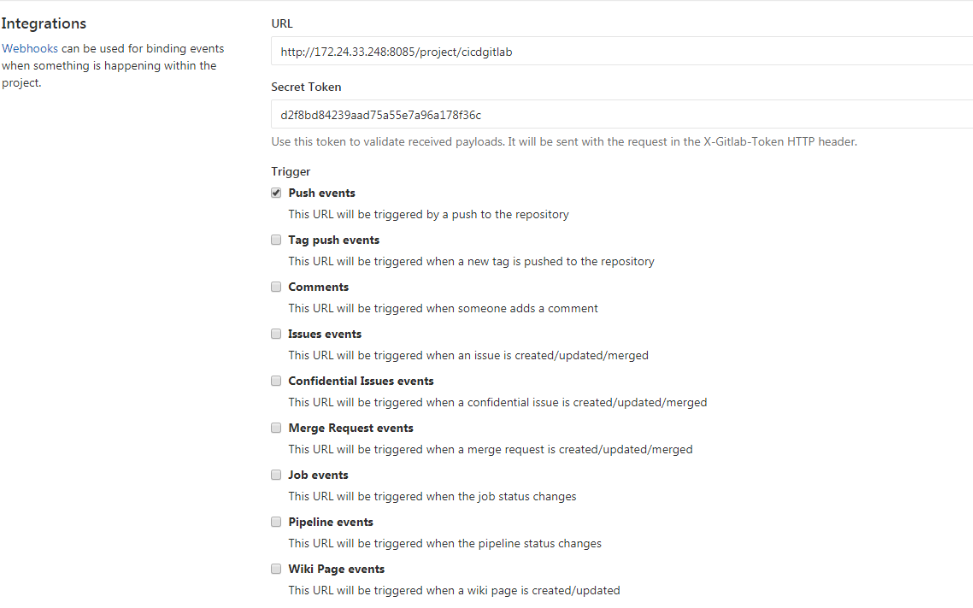 Integrations
Webhooks can be used for binding events
when something is happening within the
project.
URL
http://172.24.33.248:8085/project/cicdgitlab
Secret Token
d2f8bd84239aad75a55e7a96a178f36c
Use this token to validate received payloads. It will be sent with the request in the X-Gitlab-Token HTTP header.
Trigger
Push events
This URL will be triggered by a push to the repository
Tag push events
This URL will be triggered when a new tag is pushed to the repository
Comments
This URL will be triggered when someone adds a comment
Issues events
This URL will be triggered when an issue is created/updated/merged
Confidential Issues events
This URL will be triggered when a confidential issue is created/updated/merged
Merge Request events
This URL will be triggered when a merge request is created/updated/merged
Job events
This URL will be triggered when the job status changes
Pipeline events
This URL will be triggered when the pipeline status changes
Wiki Page events
This URL will be triggered when a wiki page is created/updated